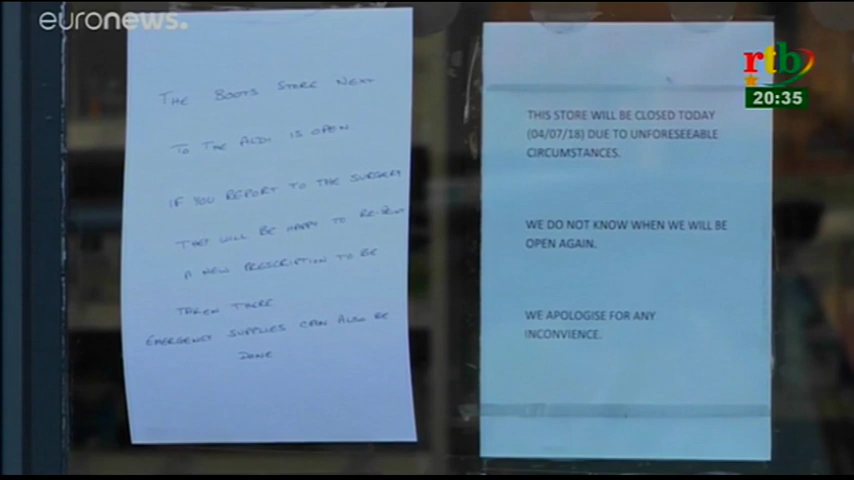 euronews.
rtb
20:35
THE BOOTS STORE NEXT
TO THE ALDI IS OPEN
IF YOU REPORT TO THE SURGERY
THEY WILL BE HAPPY TO RE-PRINT
A NEW PRESCRIPTION TO BE
TAKEN THERE
EMERGENCY SUPPLIES CAN ALSO BE
DONE
THIS STORE WILL BE CLOSED TODAY
(04/07/18) DUE TO UNFORESEEABLE
CIRCUMSTANCES.
WE DO NOT KNOW WHEN WE WILL BE
OPEN AGAIN.
WE APOLOGISE FOR ANY
INCONVIENCE.